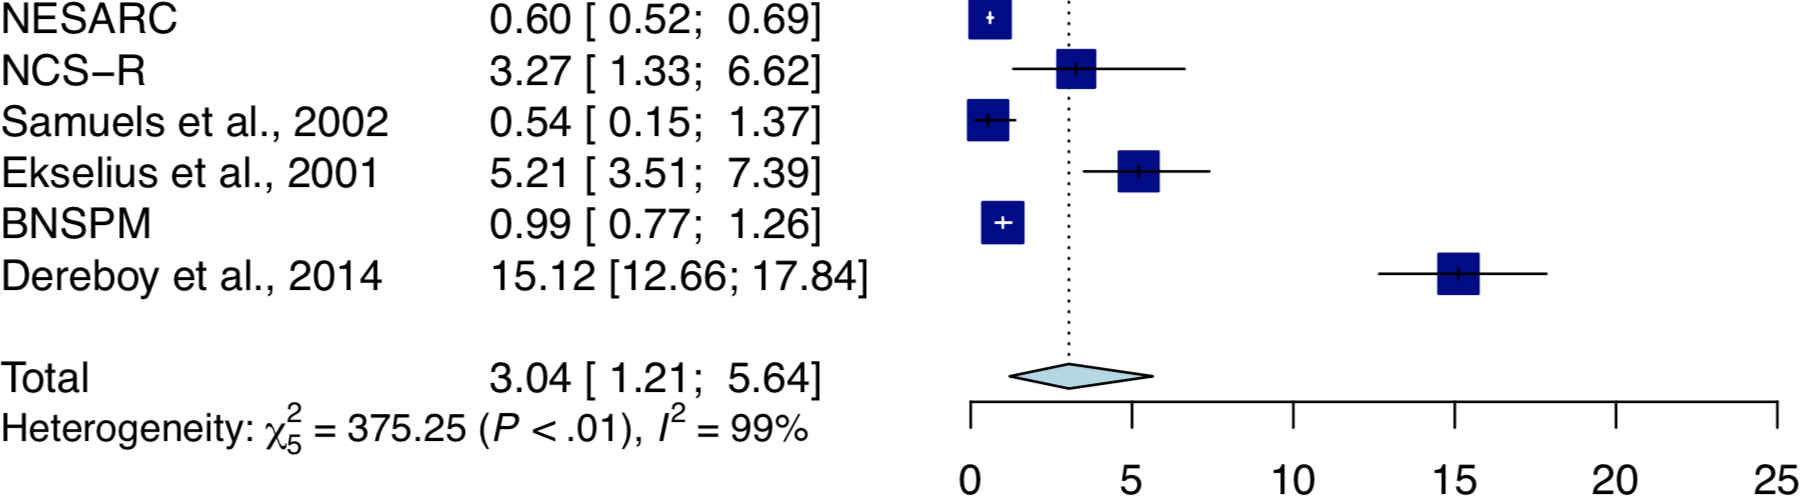 NESARC 0.60 [ 0.52; 0.69]
NCS−R 3.27 [ 1.33; 6.62]
Samuels et al., 2002 0.54 [ 0.15; 1.37]
Ekselius et al., 2001 5.21 [ 3.51; 7.39]
BNSPM 0.99 [ 0.77; 1.26]
Dereboy et al., 2014 15.12 [12.66; 17.84]
Total 3.04 [ 1.21; 5.64]
Heterogeneity: χ²₅ = 375.25 (P < .01), I² = 99%
0 5 10 15 20 25